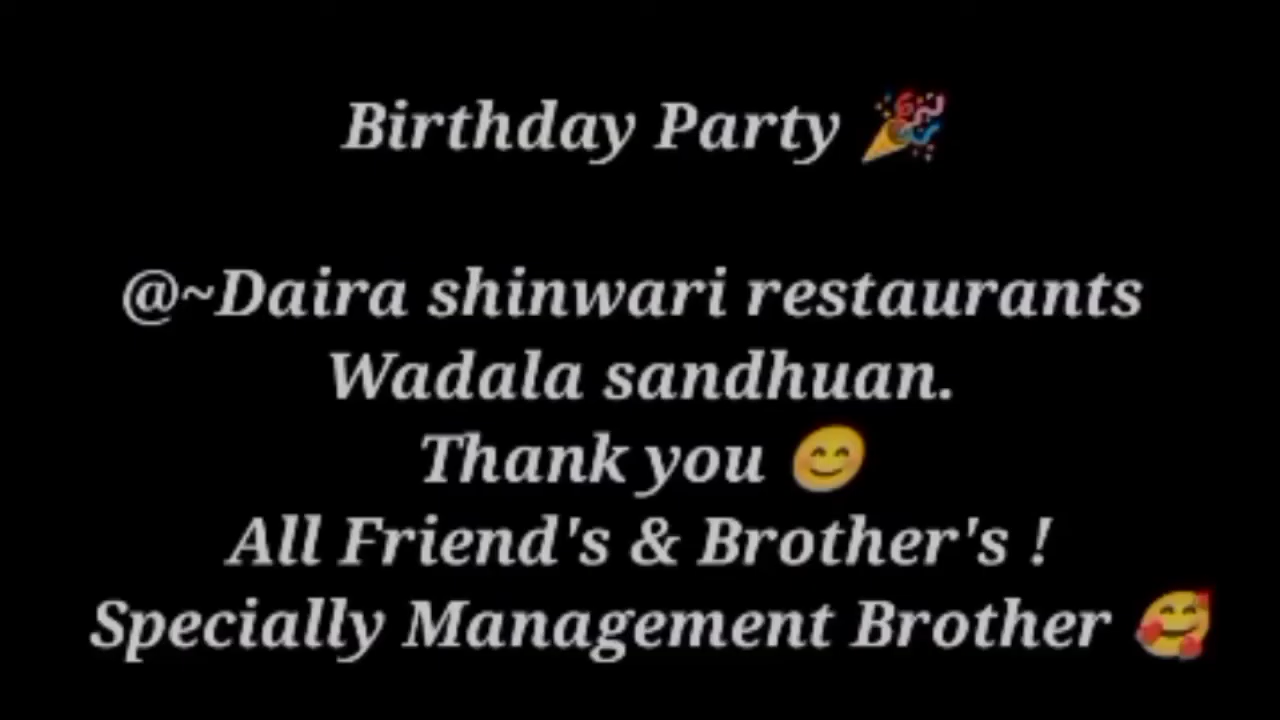 Birthday Party 🎉
@~Daira shinwari restaurants
Wadala sandhuan.
Thank you 😊
All Friend's & Brother's !
Specially Management Brother 🥰